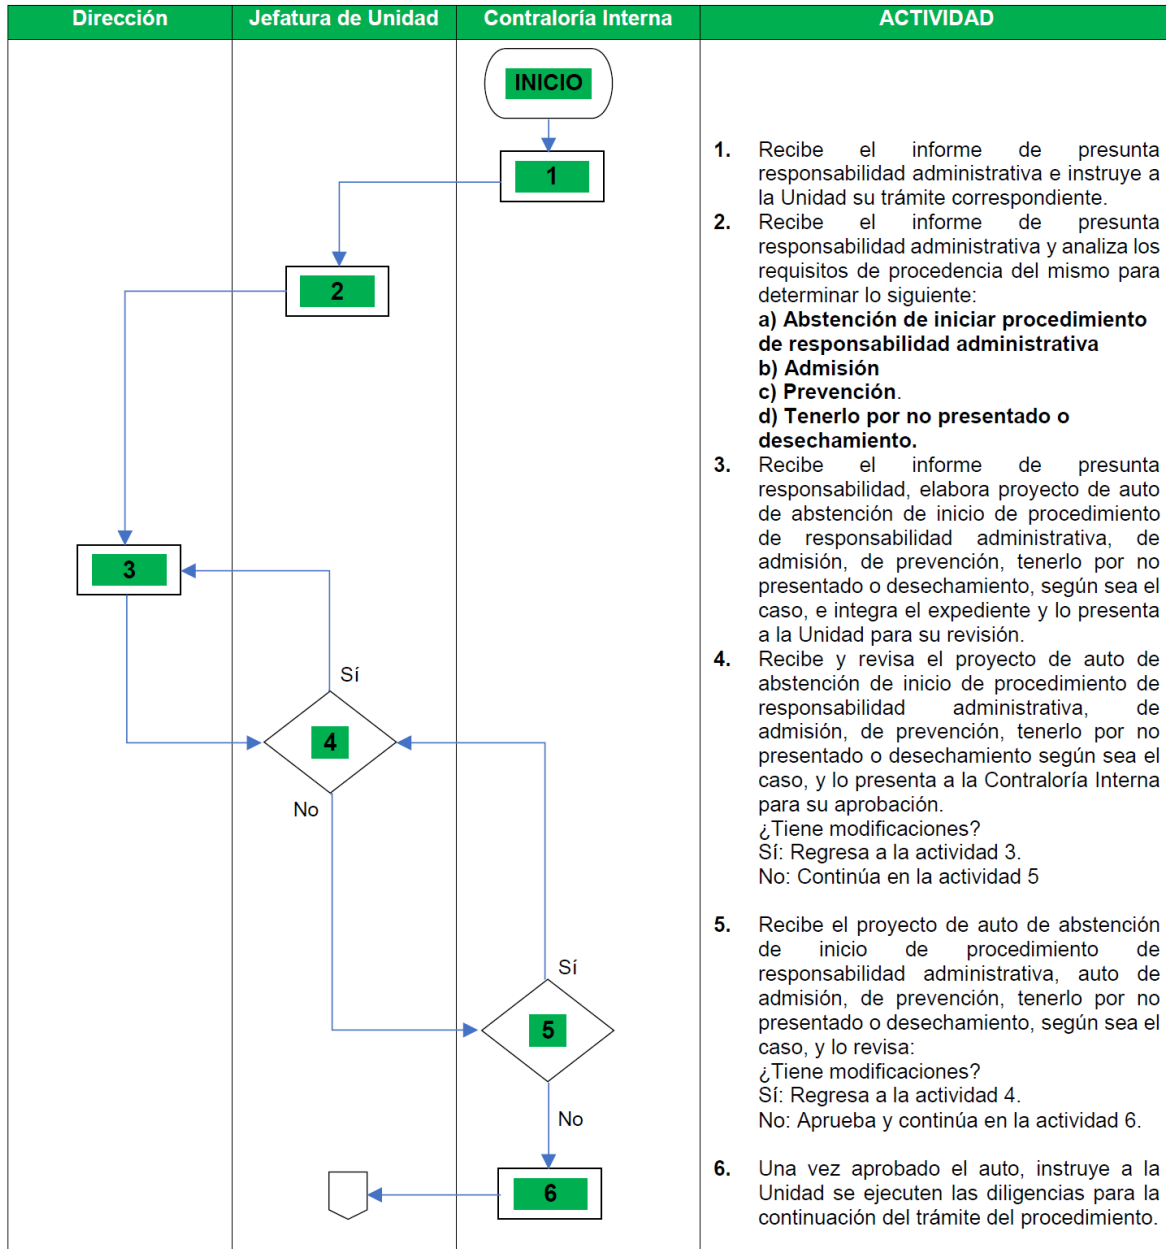 Dirección Jefatura de Unidad Contraloría Interna ACTIVIDAD
INICIO
1
2
3
Sí
4
No
Sí
5
No
6
1. Recibe el informe de presunta
responsabilidad administrativa e instruye a
la Unidad su trámite correspondiente.
2. Recibe el informe de presunta
responsabilidad administrativa y analiza los
requisitos de procedencia del mismo para
determinar lo siguiente:
a) Abstención de iniciar procedimiento
de responsabilidad administrativa
b) Admisión
c) Prevención.
d) Tenerlo por no presentado o
desechamiento.
3. Recibe el informe de presunta
responsabilidad, elabora proyecto de auto
de abstención de inicio de procedimiento
de responsabilidad administrativa, de
admisión, de prevención, tenerlo por no
presentado o desechamiento, según sea el
caso, e integra el expediente y lo presenta
a la Unidad para su revisión.
4. Recibe y revisa el proyecto de auto de
abstención de inicio de procedimiento de
responsabilidad administrativa, de
admisión, de prevención, tenerlo por no
presentado o desechamiento según sea el
caso, y lo presenta a la Contraloría Interna
para su aprobación.
¿Tiene modificaciones?
Sí: Regresa a la actividad 3.
No: Continúa en la actividad 5
5. Recibe el proyecto de auto de abstención
de inicio de procedimiento de
responsabilidad administrativa, auto de
admisión, de prevención, tenerlo por no
presentado o desechamiento, según sea el
caso, y lo revisa:
¿Tiene modificaciones?
Sí: Regresa a la actividad 4.
No: Aprueba y continúa en la actividad 6.
6. Una vez aprobado el auto, instruye a la
Unidad se ejecuten las diligencias para la
continuación del trámite del procedimiento.